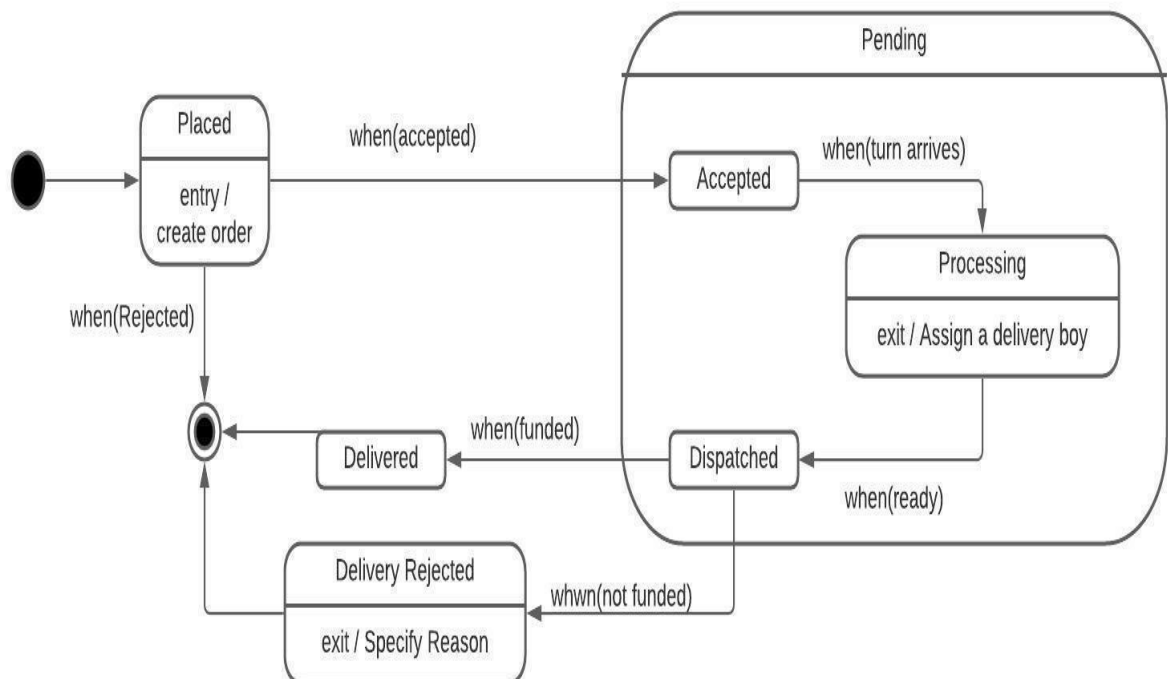 Pending
Placed
entry /
create order
when(accepted)
Accepted
when(turn arrives)
Processing
exit / Assign a delivery boy
when(Rejected)
when(funded)
Delivered
Dispatched
when(ready)
Delivery Rejected
exit / Specify Reason
whwn(not funded)